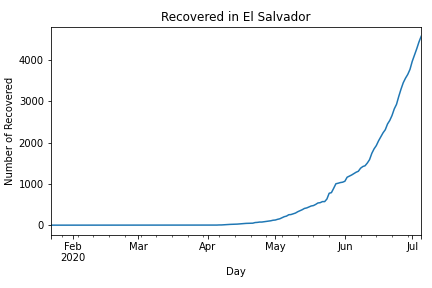 Recovered in El Salvador
Number of Recovered
4000
3000
2000
1000
0
Feb Mar Apr May Jun Jul
2020
Day